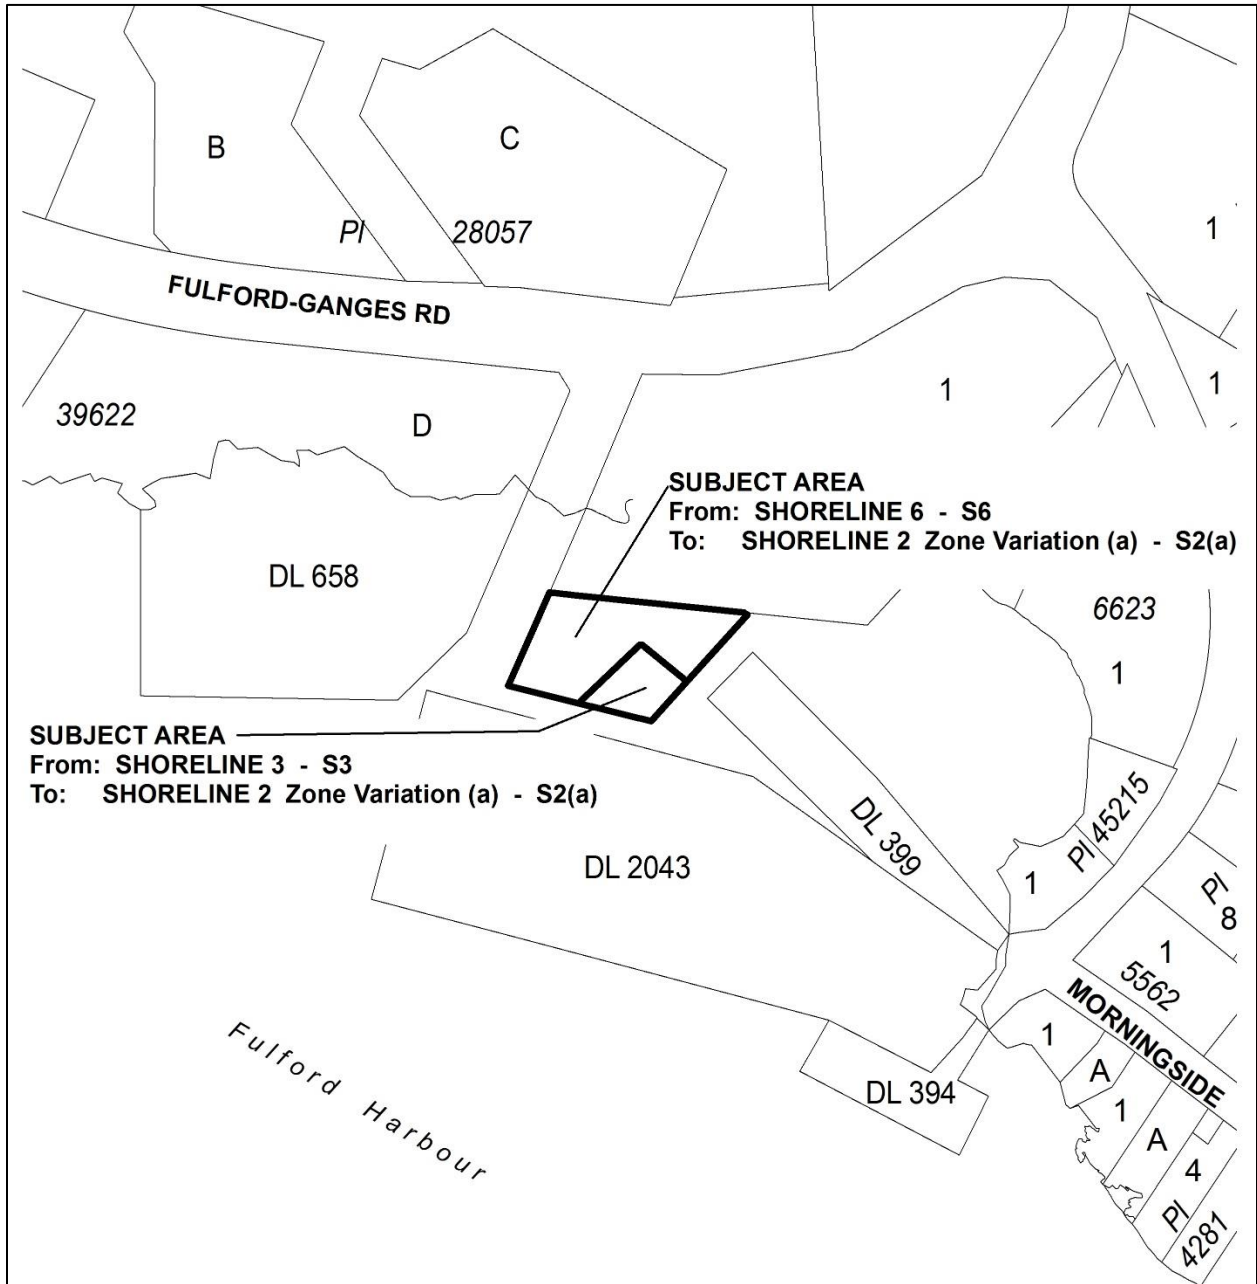 B
C
Pl 28057
1
FULFORD-GANGES RD
1
1
39622
D
SUBJECT AREA
From: SHORELINE 6 - S6
To: SHORELINE 2 Zone Variation (a) - S2(a)
DL 658
6623
1
SUBJECT AREA
From: SHORELINE 3 - S3
To: SHORELINE 2 Zone Variation (a) - S2(a)
DL 399
Pl 45215
1
DL 2043
Pl
8
1
5562
MORNINGSIDE
Fulford Harbour
DL 394
1
A
1
A
4
Pl
4281